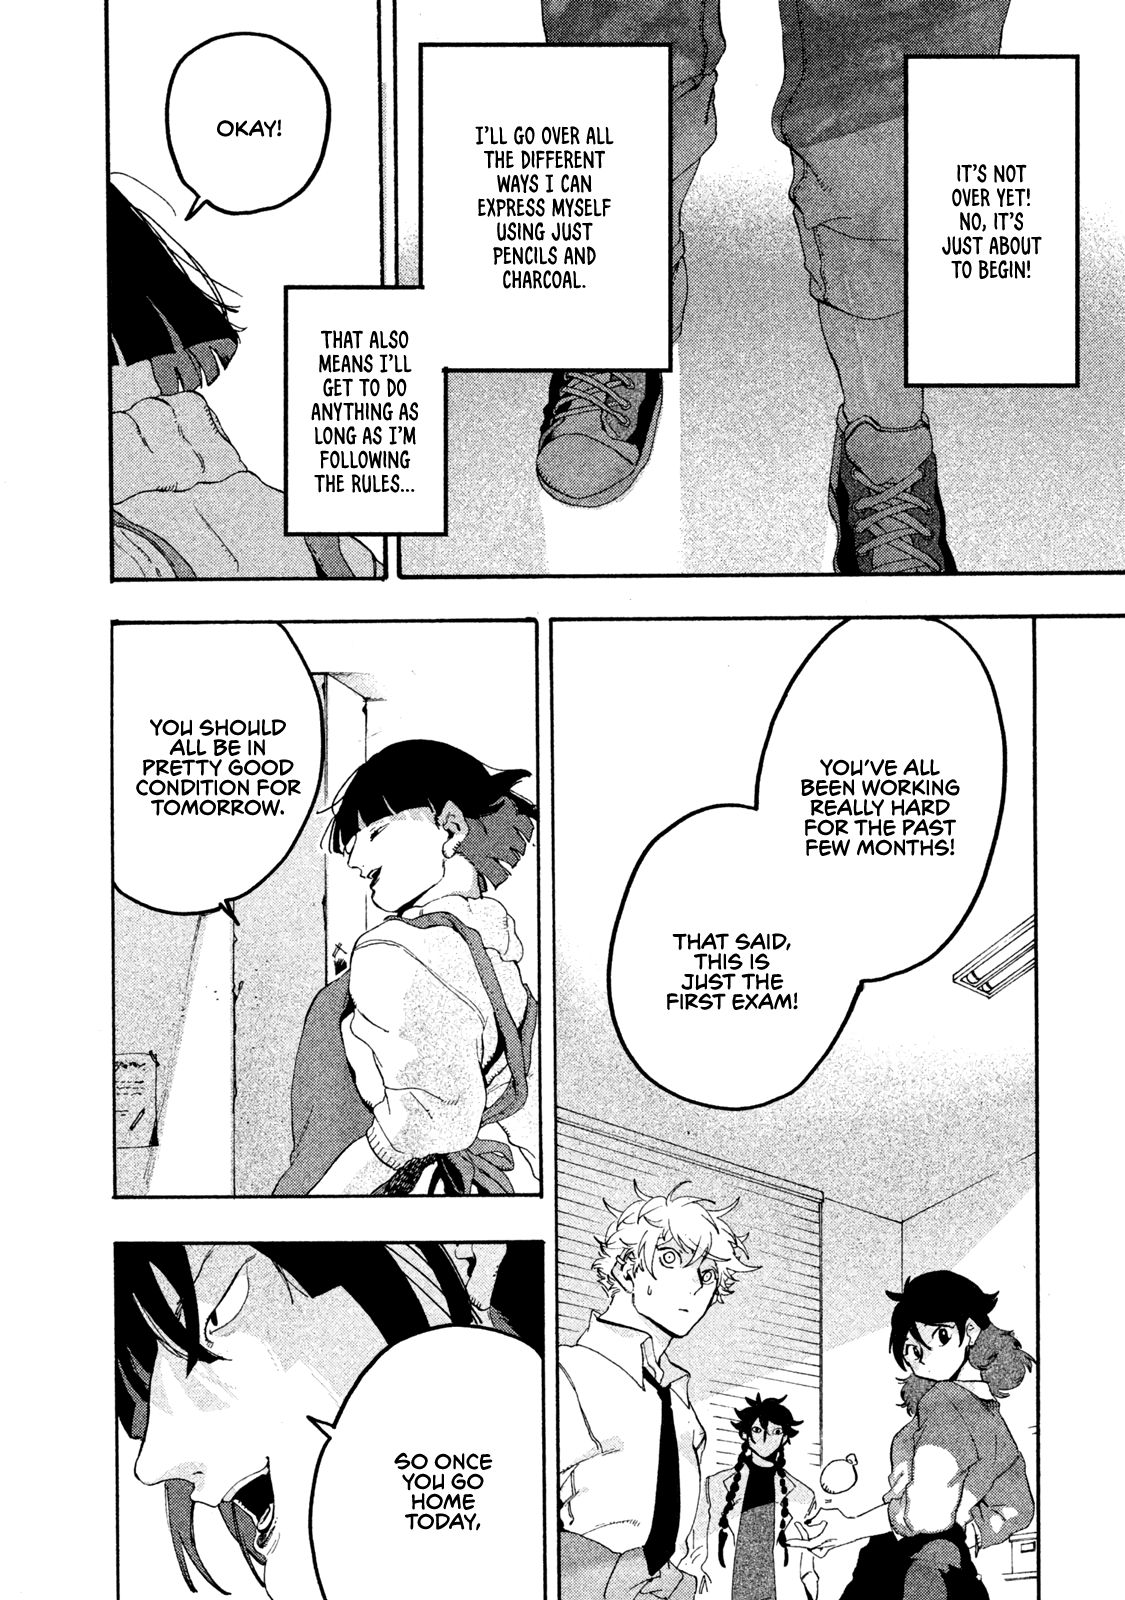 IT'S NOT
OVER YET!
NO, IT'S
JUST ABOUT
TO BEGIN!
I'LL GO OVER ALL
THE DIFFERENT
WAYS I CAN
EXPRESS MYSELF
USING JUST
PENCILS AND
CHARCOAL.
THAT ALSO
MEANS I'LL
GET TO DO
ANYTHING AS
LONG AS I'M
FOLLOWING
THE RULES...
OKAY!
YOU'VE ALL
BEEN WORKING
REALLY HARD
FOR THE PAST
FEW MONTHS!
THAT SAID,
THIS IS
JUST THE
FIRST EXAM!
YOU SHOULD
ALL BE IN
PRETTY GOOD
CONDITION FOR
TOMORROW.
SO ONCE
YOU GO
HOME
TODAY,